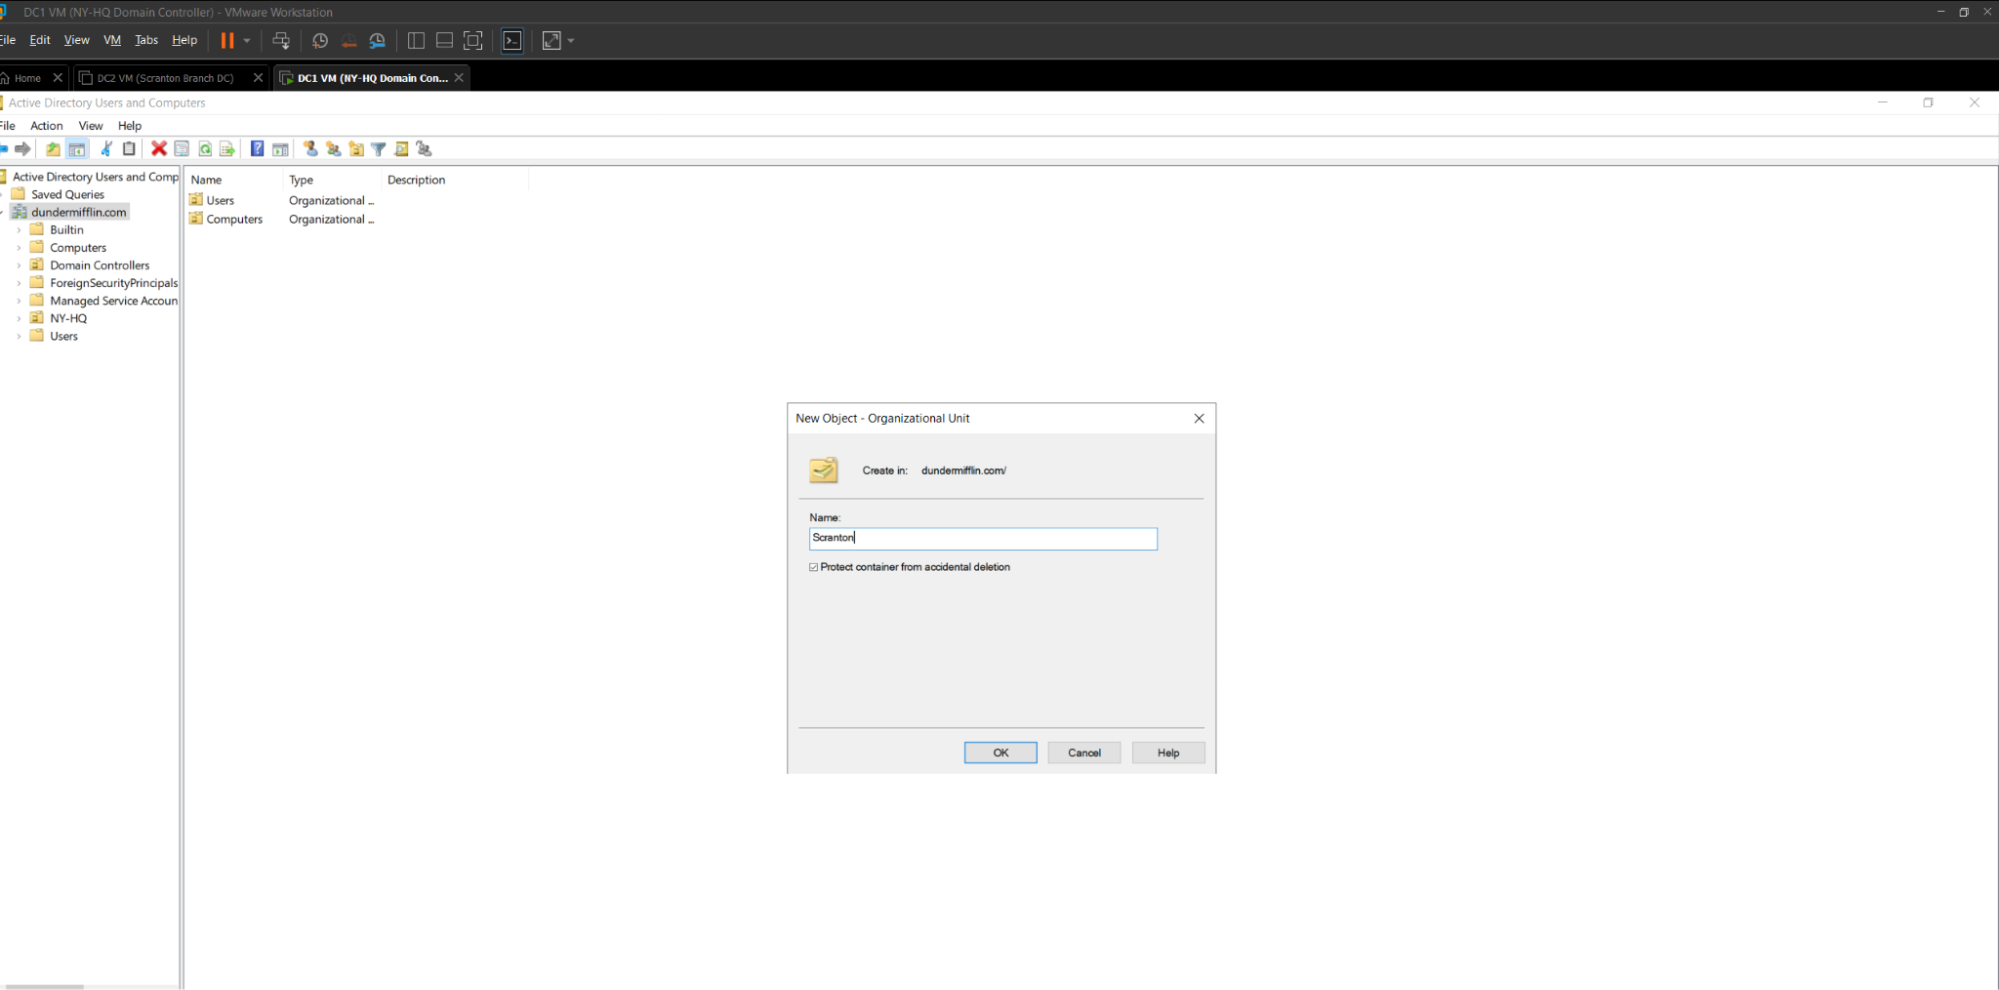 DC1 VM (NY-HQ Domain Controller) - VMware Workstation
File Edit View VM Tabs Help
Home DC2 VM (Scranton Branch DC) DC1 VM (NY-HQ Domain Con...
Active Directory Users and Computers
File Action View Help
Active Directory Users and Comp
Saved Queries
dundermifflin.com
Builtin
Computers
Domain Controllers
ForeignSecurityPrincipals
Managed Service Accoun
NY-HQ
Users
Name Type Description
Users Organizational ...
Computers Organizational ...
New Object - Organizational Unit
Create in: dundermifflin.com/
Name:
Scranton
Protect container from accidental deletion
OK Cancel Help